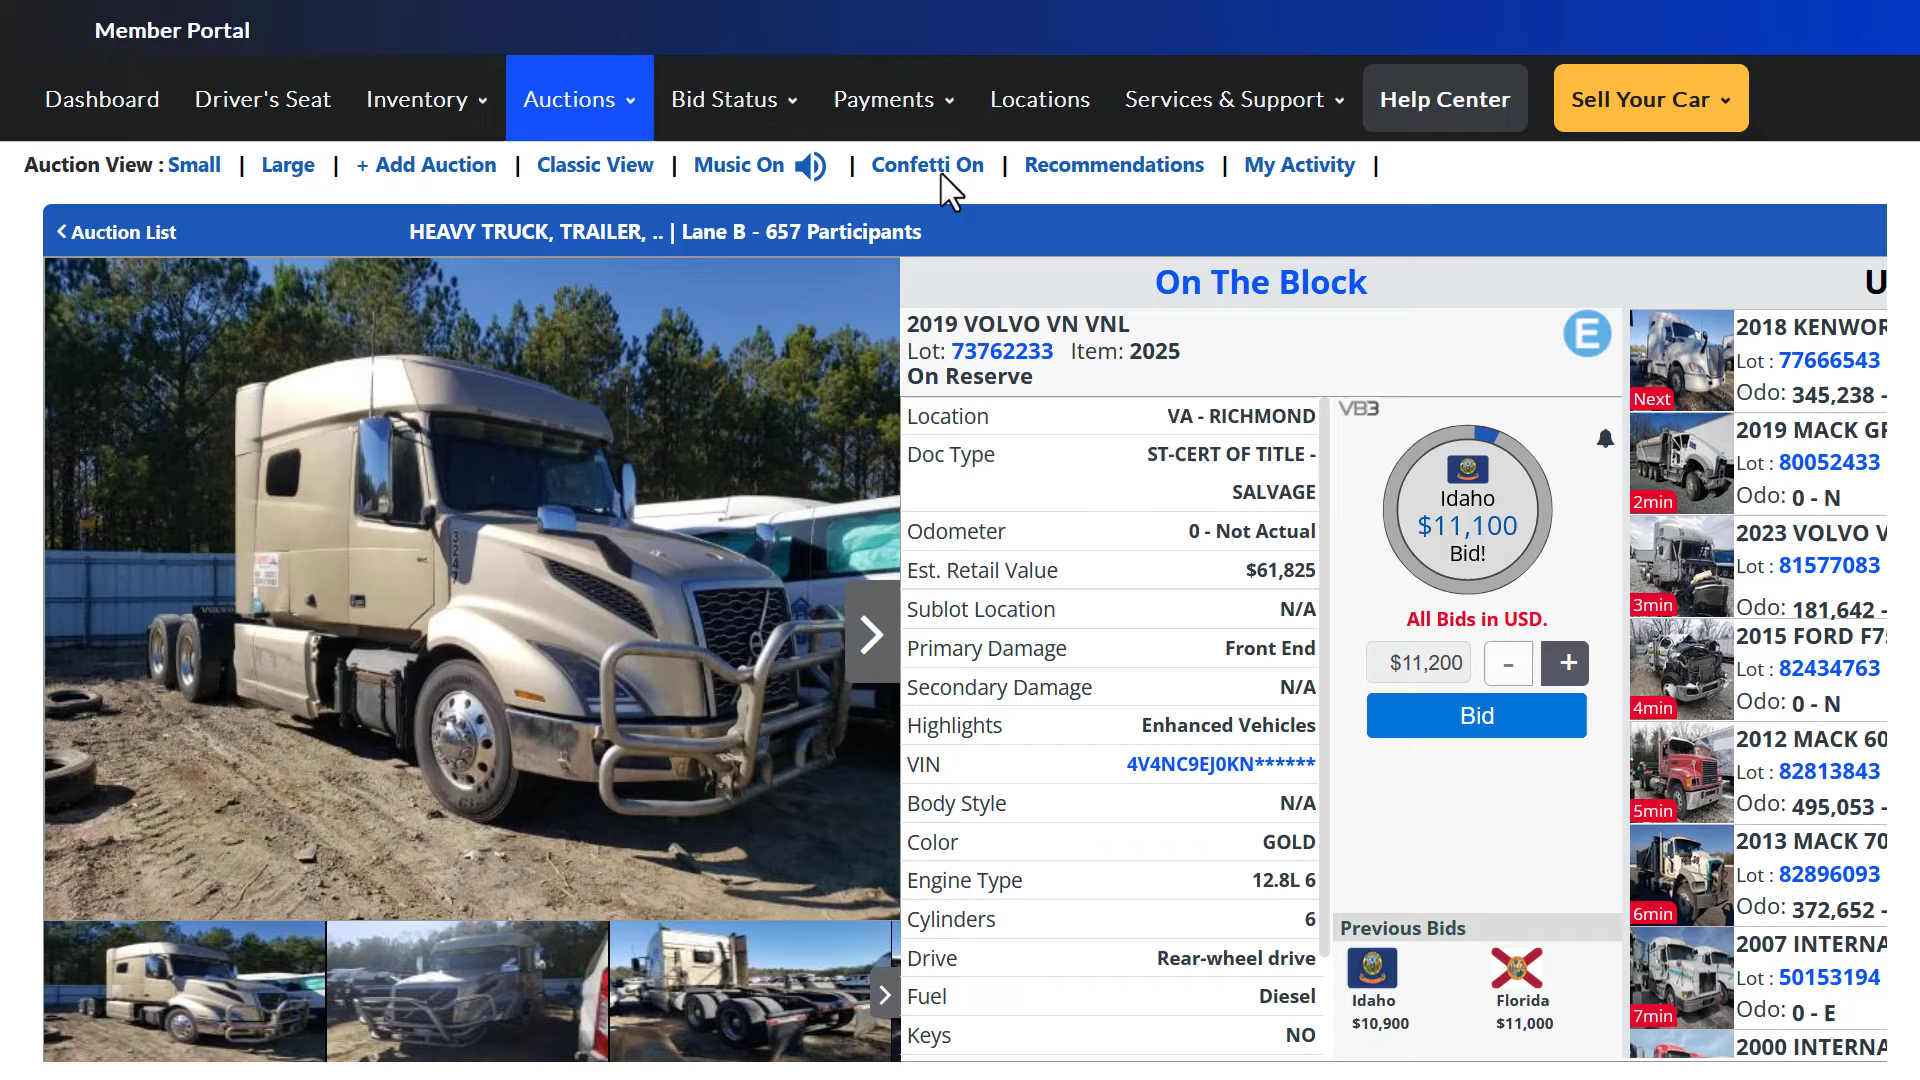 Member Portal
Dashboard Driver's Seat Inventory Auctions Bid Status Payments Locations Services & Support Help Center Sell Your Car
Auction View : Small | Large | + Add Auction | Classic View | Music On | Confetti On | Recommendations | My Activity |
Auction List
HEAVY TRUCK, TRAILER, .. | Lane B - 657 Participants
On The Block
2019 VOLVO VN VNL
Lot: 73762233 Item: 2025
On Reserve
E
Location VA - RICHMOND
Doc Type ST-CERT OF TITLE -
SALVAGE
Odometer 0 - Not Actual
Est. Retail Value $61,825
Sublot Location N/A
Primary Damage Front End
Secondary Damage N/A
Highlights Enhanced Vehicles
VIN 4V4NC9EJ0KN******
Body Style N/A
Color GOLD
Engine Type 12.8L 6
Cylinders 6
Drive Rear-wheel drive
Fuel Diesel
Keys NO
VB3
Idaho
$11,100
Bid!
All Bids in USD.
$11,200 - +
Bid
Previous Bids
Idaho
$10,900
Florida
$11,000
U
2018 KENWOR
Lot : 77666543
Odo: 345,238 -
Next
2019 MACK GR
Lot : 80052433
Odo: 0 - N
2min
2023 VOLVO V
Lot : 81577083
Odo: 181,642 -
3min
2015 FORD F75
Lot : 82434763
Odo: 0 - N
4min
2012 MACK 60
Lot : 82813843
Odo: 495,053 -
5min
2013 MACK 70
Lot : 82896093
Odo: 372,652 -
6min
2007 INTERNA
Lot : 50153194
Odo: 0 - E
7min
2000 INTERNA
3247
VOLVO